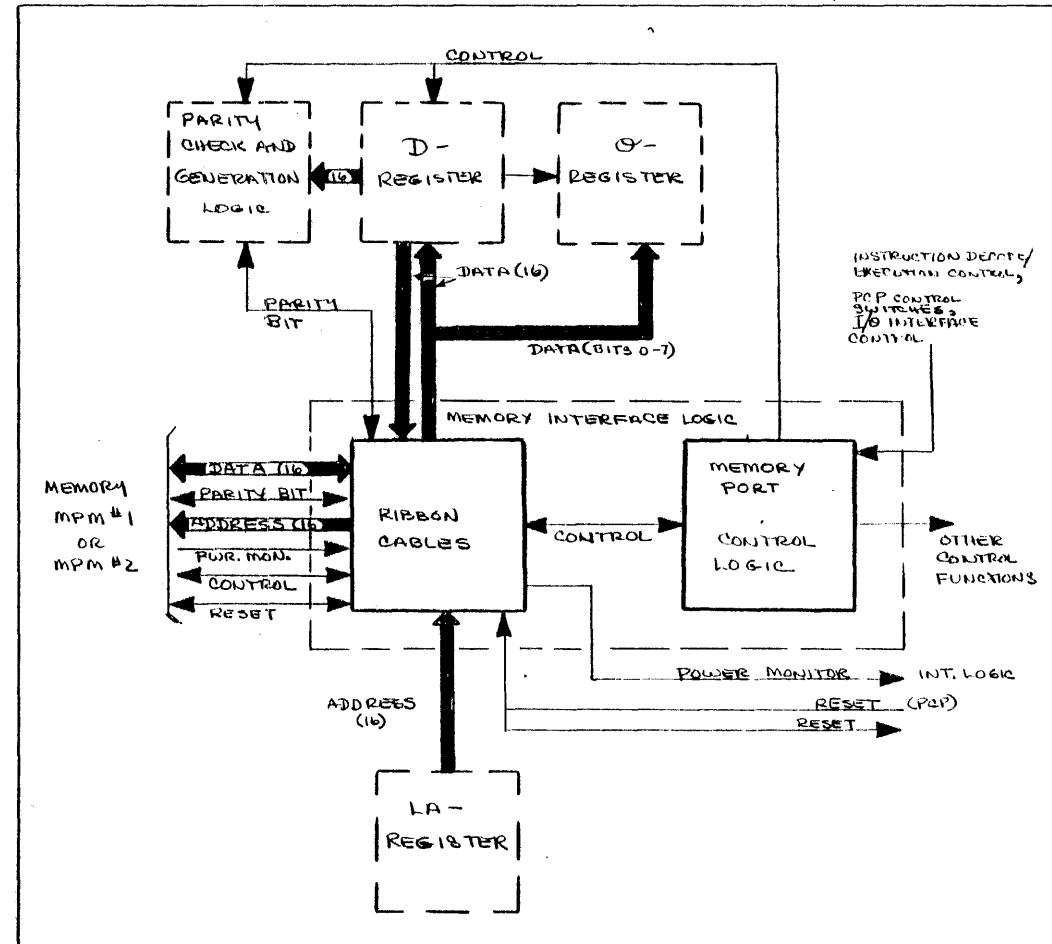 CONTROL
PARITY
CHECK AND
GENERATION
LOGIC
(16)
D-
REGISTER
O-
REGISTER
DATA (16)
PARITY
BIT
DATA (BITS 0-7)
INSTRUCTION DECODE/
EXECUTION CONTROL,
PCP CONTROL
SWITCHES,
I/O INTERFACE
CONTROL
MEMORY INTERFACE LOGIC
MEMORY
MPM #1
OR
MPM #2
DATA (16)
PARITY BIT
ADDRESS (16)
PWR. MON.
CONTROL
RESET
RIBBON
CABLES
CONTROL
MEMORY
PORT
CONTROL
LOGIC
OTHER
CONTROL
FUNCTIONS
POWER MONITOR
INT. LOGIC
RESET (PCP)
RESET
ADDRESS
(16)
LA-
REGISTER